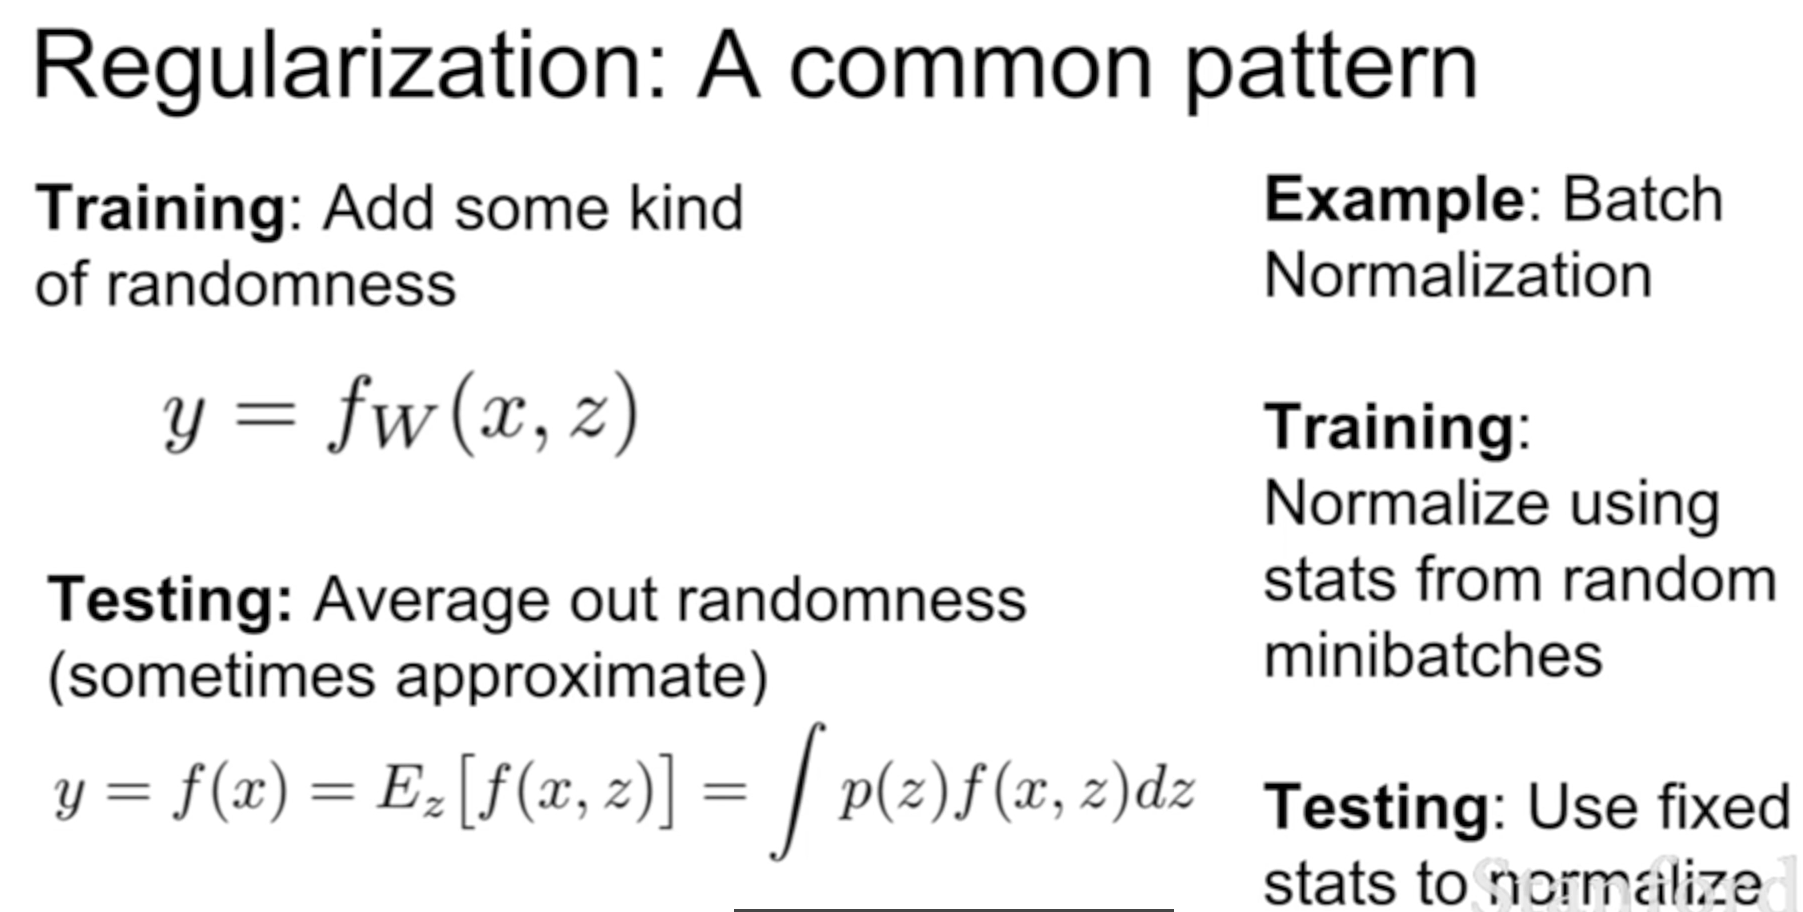 Regularization: A common pattern
Training: Add some kind
of randomness
y = f_W(x, z)
Testing: Average out randomness
(sometimes approximate)
y = f(x) = E_z[f(x, z)] = ∫ p(z)f(x, z)dz
Example: Batch
Normalization
Training:
Normalize using
stats from random
minibatches
Testing: Use fixed
stats to normalize
Stanford